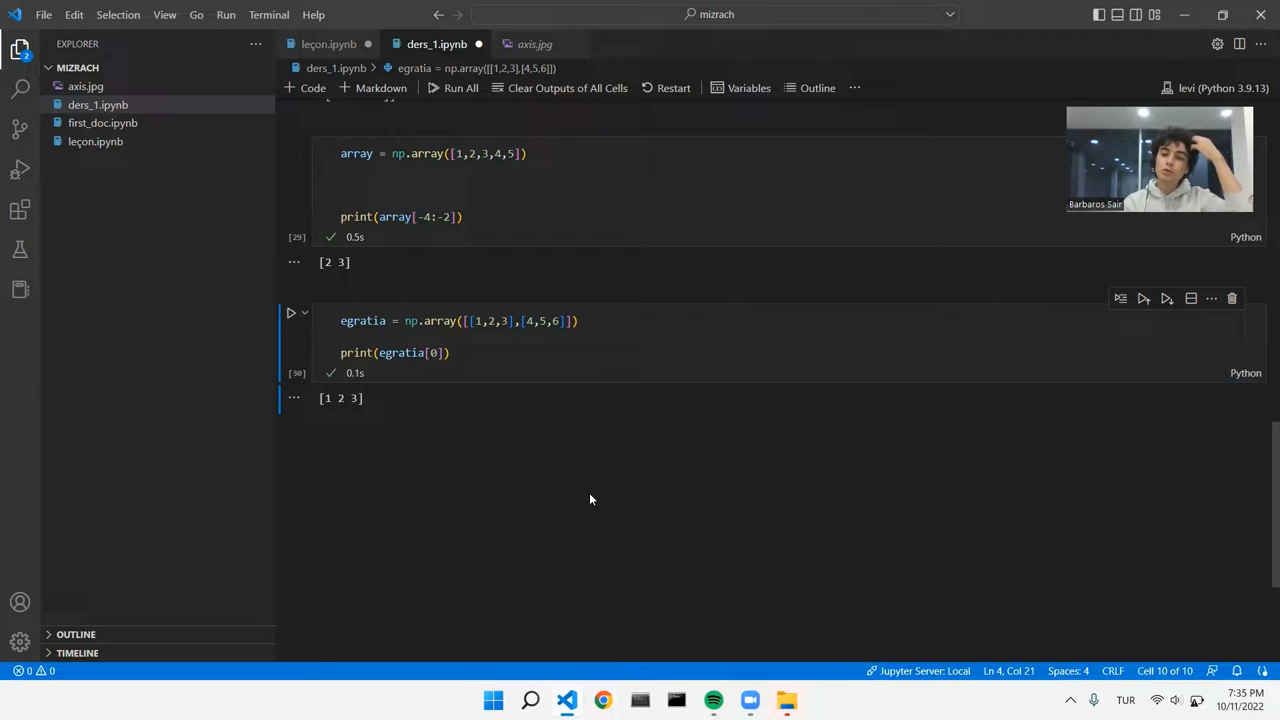 File Edit Selection View Go Run Terminal Help
mizrach
EXPLORER
leçon.ipynb
ders_1.ipynb
axis.jpg
MIZRACH
ders_1.ipynb > egratia = np.array([[1,2,3],[4,5,6]])
axis.jpg
+ Code + Markdown Run All Clear Outputs of All Cells Restart Variables Outline ... levi (Python 3.9.13)
ders_1.ipynb
first_doc.ipynb
leçon.ipynb
2
array = np.array([1,2,3,4,5])
print(array[-4:-2])
[29] 0.5s Python
[2 3]
Barbaros Sair
egratia = np.array([[1,2,3],[4,5,6]])
print(egratia[0])
[30] 0.1s Python
[1 2 3]
OUTLINE
TIMELINE
0 0 Jupyter Server: Local Ln 4, Col 21 Spaces: 4 CRLF Cell 10 of 10
TUR
7:35 PM
10/11/2022